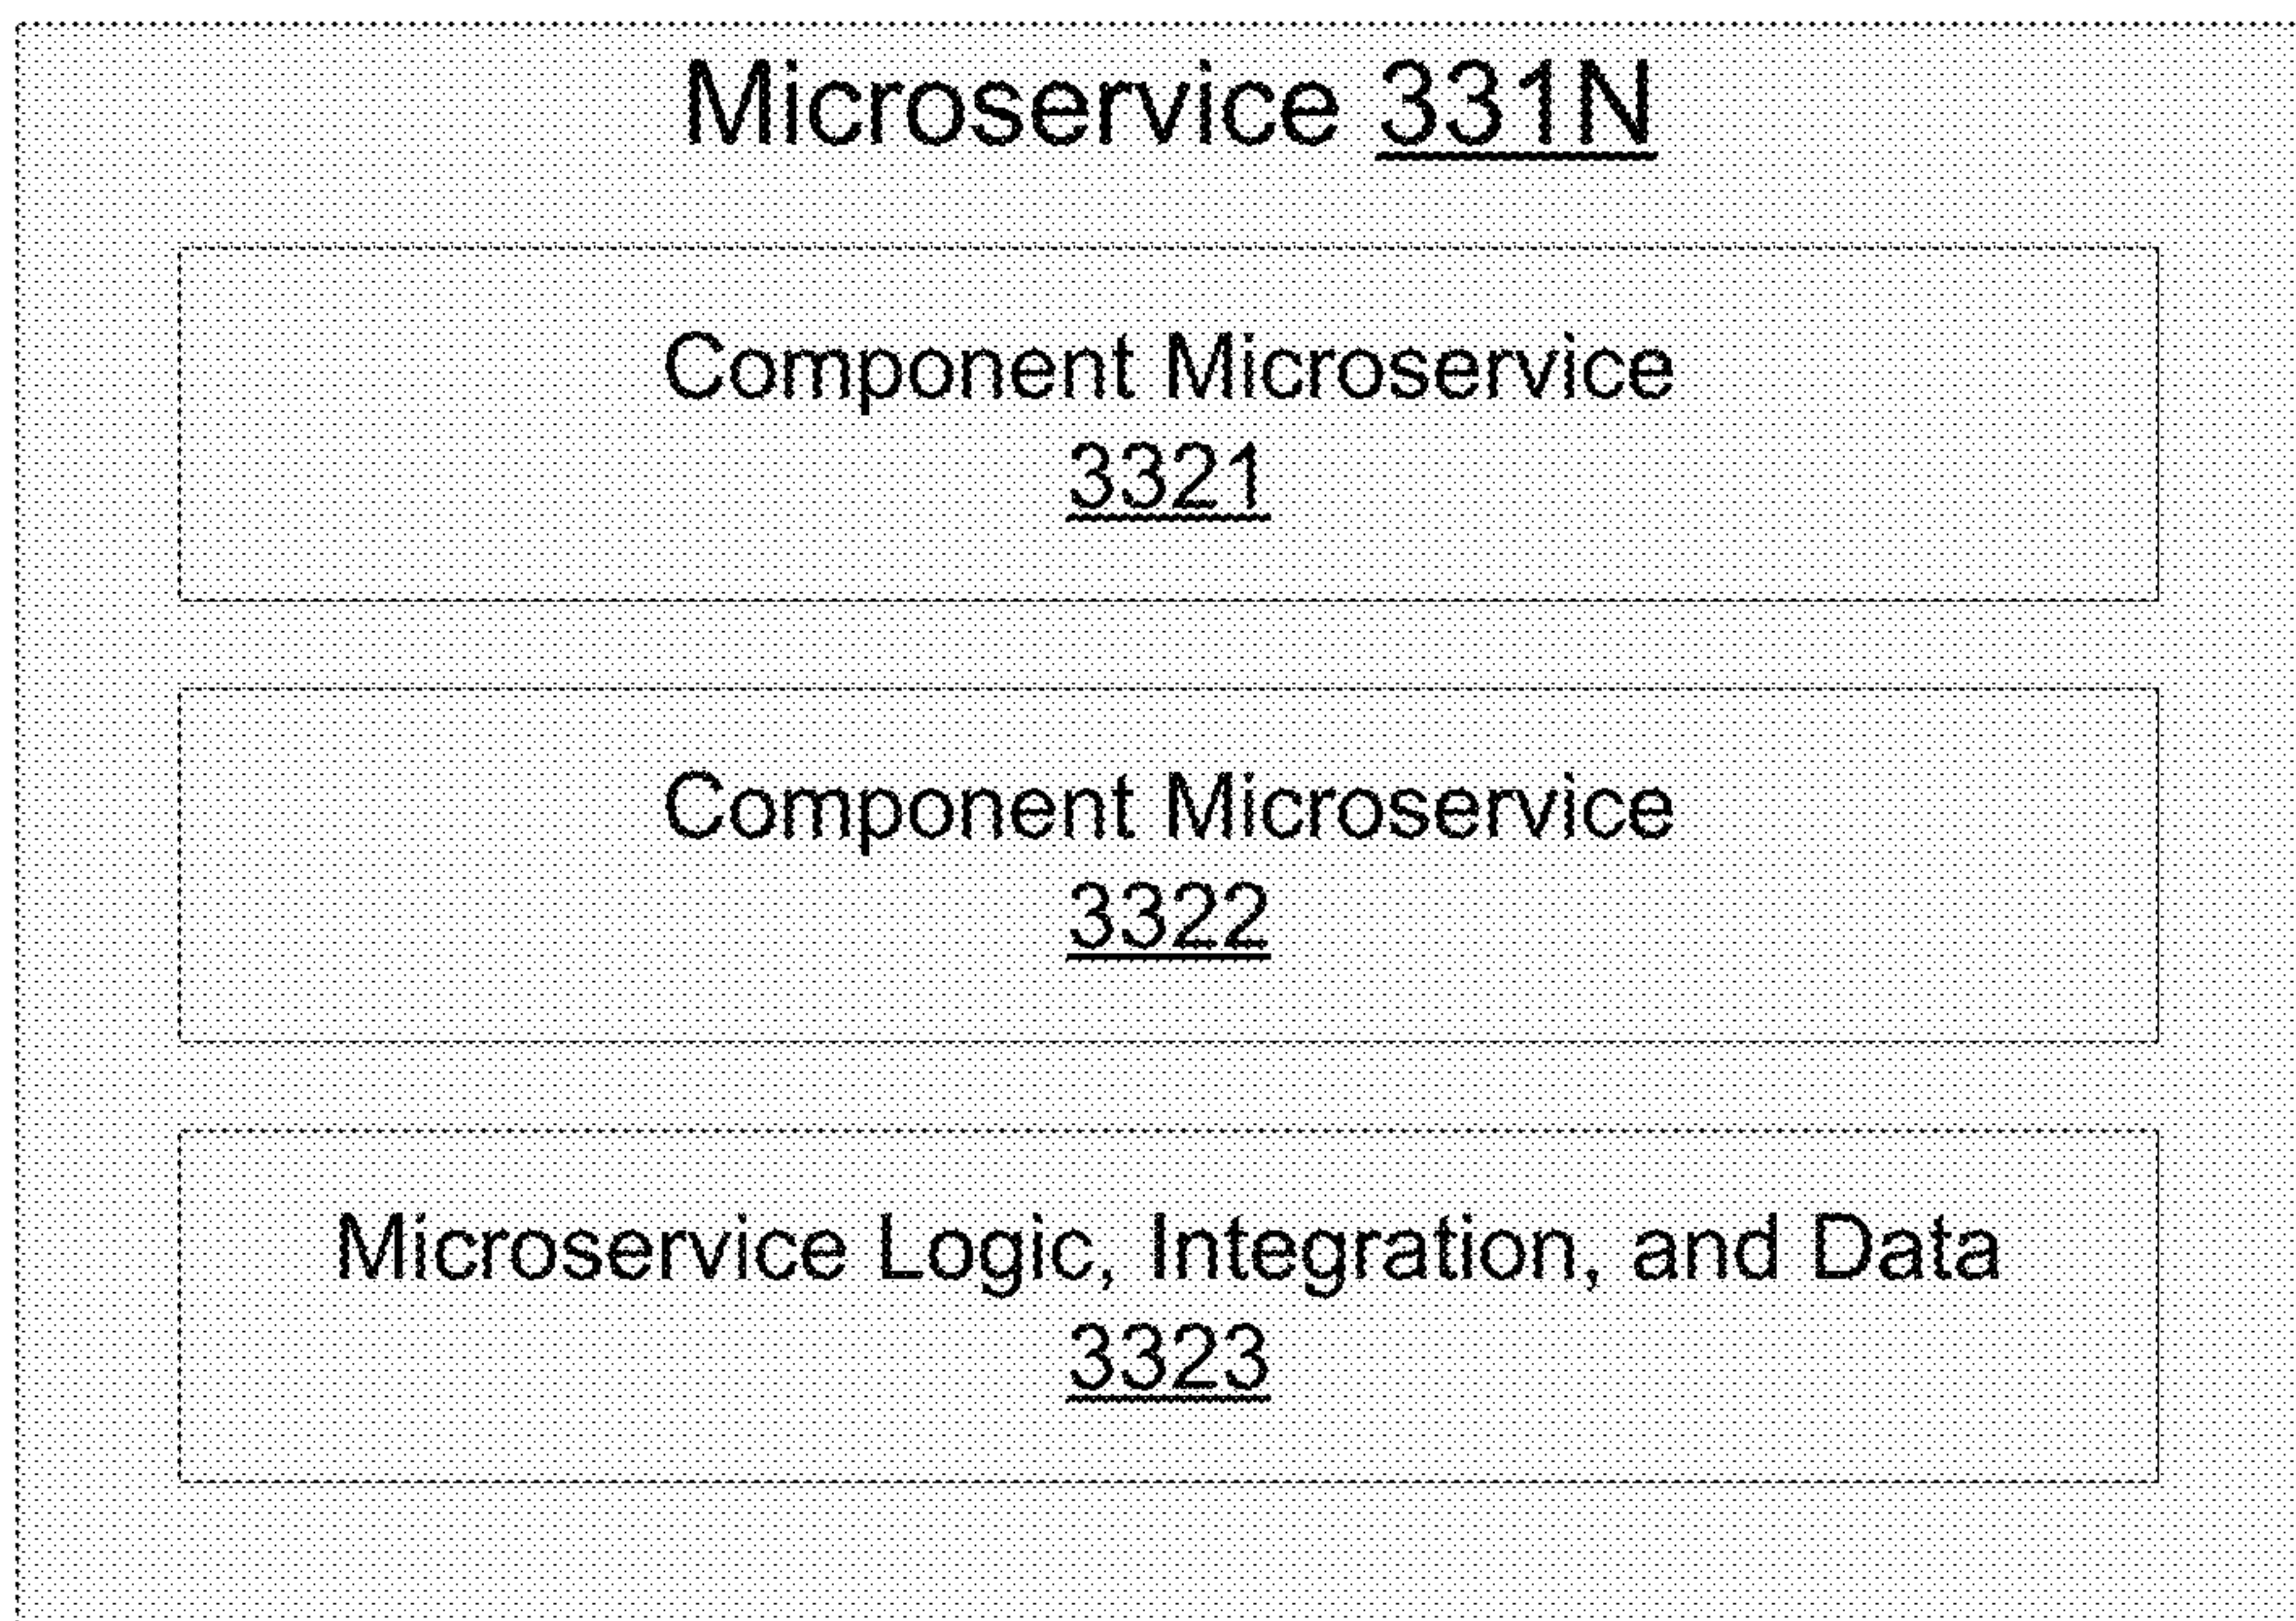 Microservice 331N
Component Microservice
3321
Component Microservice
3322
Microservice Logic, Integration, and Data
3323